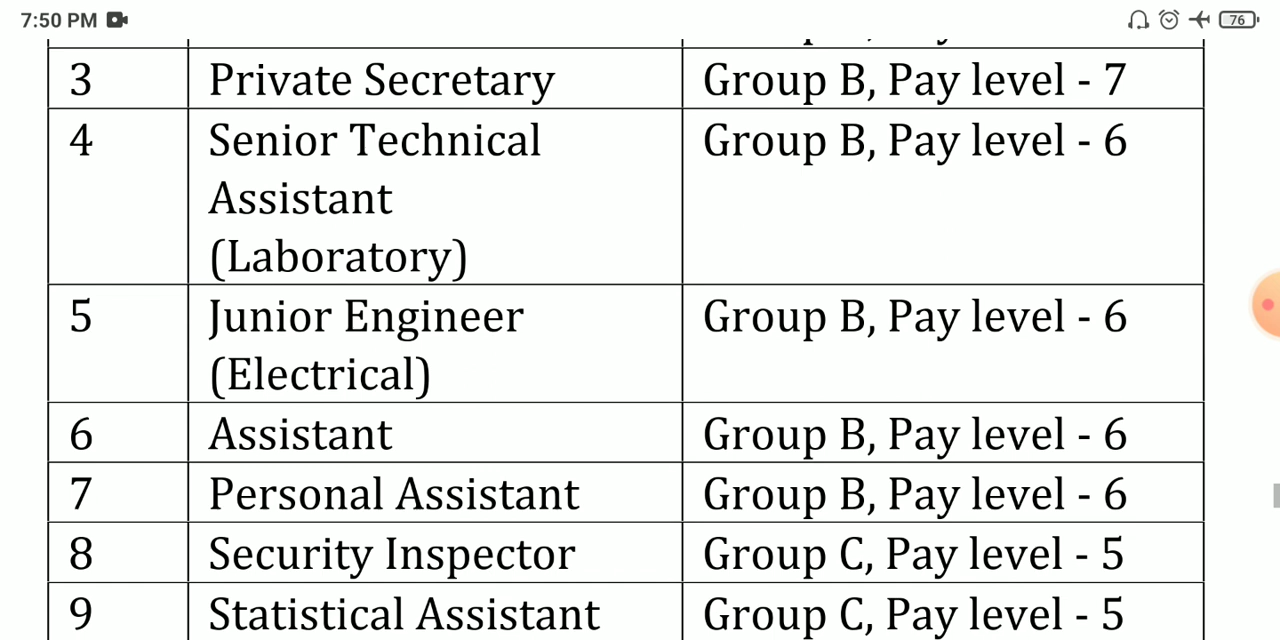 7:50 PM
76
3 Private Secretary Group B, Pay level - 7
4 Senior Technical Group B, Pay level - 6
Assistant
(Laboratory)
5 Junior Engineer Group B, Pay level - 6
(Electrical)
6 Assistant Group B, Pay level - 6
7 Personal Assistant Group B, Pay level - 6
8 Security Inspector Group C, Pay level - 5
9 Statistical Assistant Group C, Pay level - 5